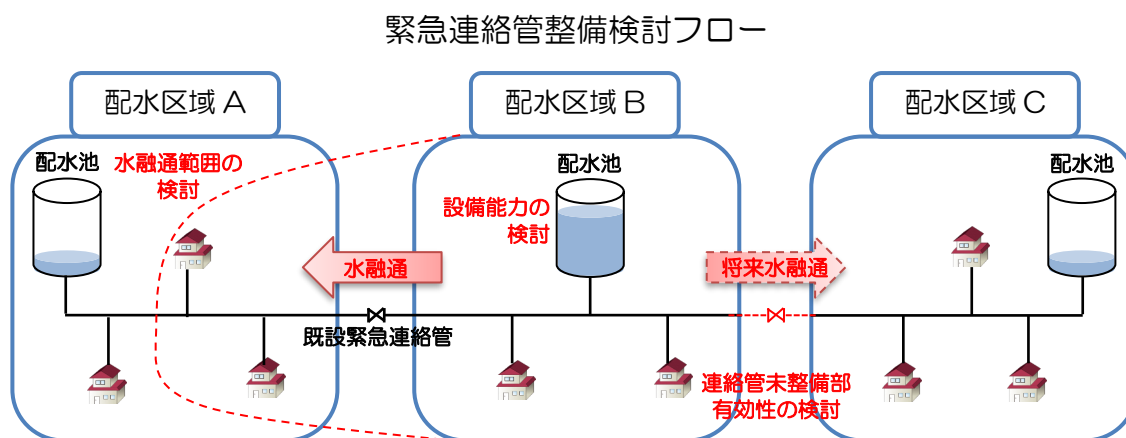 緊急連絡管整備検討フロー
配水区域A
配水区域B
配水区域C
配水池
水融通範囲の
検討
配水池
設備能力の
検討
配水池
水融通
将来水融通
既設緊急連絡管
連絡管未整備部
有効性の検討